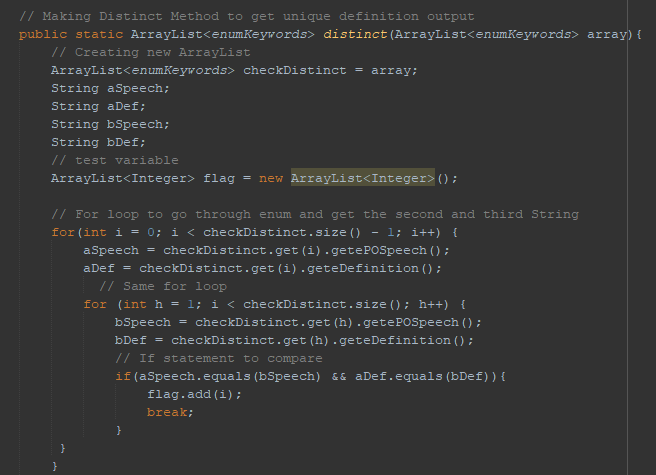 // Making Distinct Method to get unique definition output
public static ArrayList<enumKeywords> distinct(ArrayList<enumKeywords> array){
    // Creating new ArrayList
    ArrayList<enumKeywords> checkDistinct = array;
    String aSpeech;
    String aDef;
    String bSpeech;
    String bDef;
    // test variable
    ArrayList<Integer> flag = new ArrayList<Integer>();

    // For loop to go through enum and get the second and third String
    for(int i = 0; i < checkDistinct.size() - 1; i++) {
        aSpeech = checkDistinct.get(i).getePOSpeech();
        aDef = checkDistinct.get(i).geteDefinition();
          // Same for loop
        for (int h = 1; i < checkDistinct.size(); h++) {
            bSpeech = checkDistinct.get(h).getePOSpeech();
            bDef = checkDistinct.get(h).geteDefinition();
            // If statement to compare
            if(aSpeech.equals(bSpeech) && aDef.equals(bDef)){
                flag.add(i);
                break;
            }
     }
    }